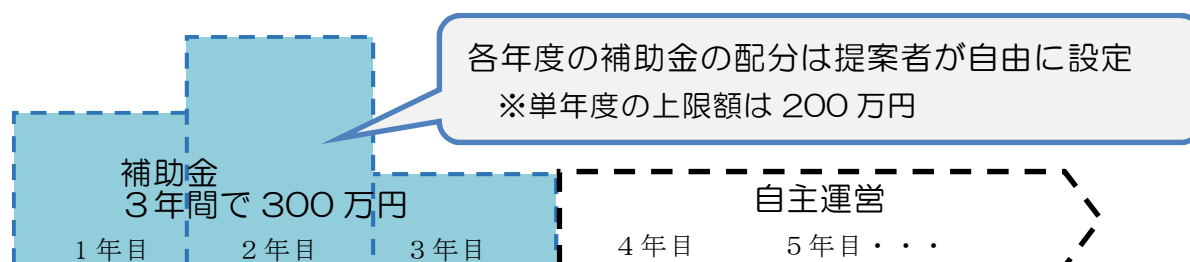 各年度の補助金の配分は提案者が自由に設定
※単年度の上限額は 200 万円
補助金
３年間で 300 万円
自主運営
１年目 ２年目 ３年目 ４年目 ５年目・・・